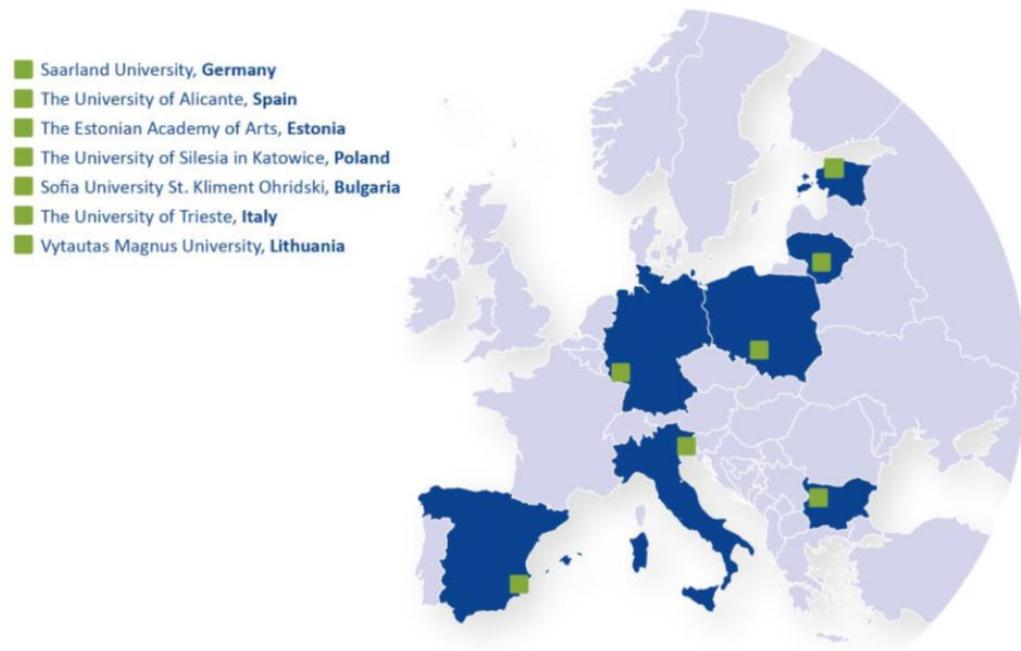 Saarland University, Germany
The University of Alicante, Spain
The Estonian Academy of Arts, Estonia
The University of Silesia in Katowice, Poland
Sofia University St. Kliment Ohridski, Bulgaria
The University of Trieste, Italy
Vytautas Magnus University, Lithuania